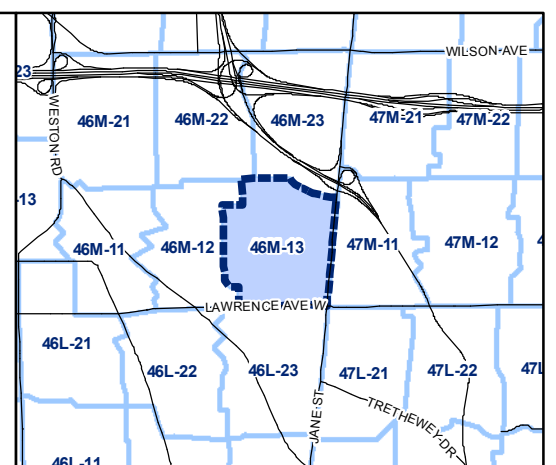 WILSON AVE
23
WESTON RD
46M-21
46M-22
46M-23
47M-21
47M-22
-13
46M-11
46M-12
46M-13
47M-11
47M-12
4
LAWRENCE AVE W
46L-21
46L-22
46L-23
47L-21
47L-22
47L
JANE ST
TRETHEWEY DR
46L-11